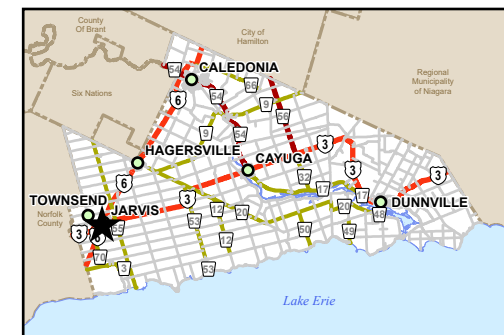 County
Of Brant
City of
Hamilton
CALEDONIA
54
6
54
66
Regional
Municipality
of Niagara
Six Nations
9
56
9
54
3
HAGERSVILLE
CAYUGA
3
3
6
32
17
17
TOWNSEND
JARVIS
3
DUNNVILLE
Norfolk
County
3
6
55
53
12
20
20
48
12
50
49
70
3
53
Lake Erie